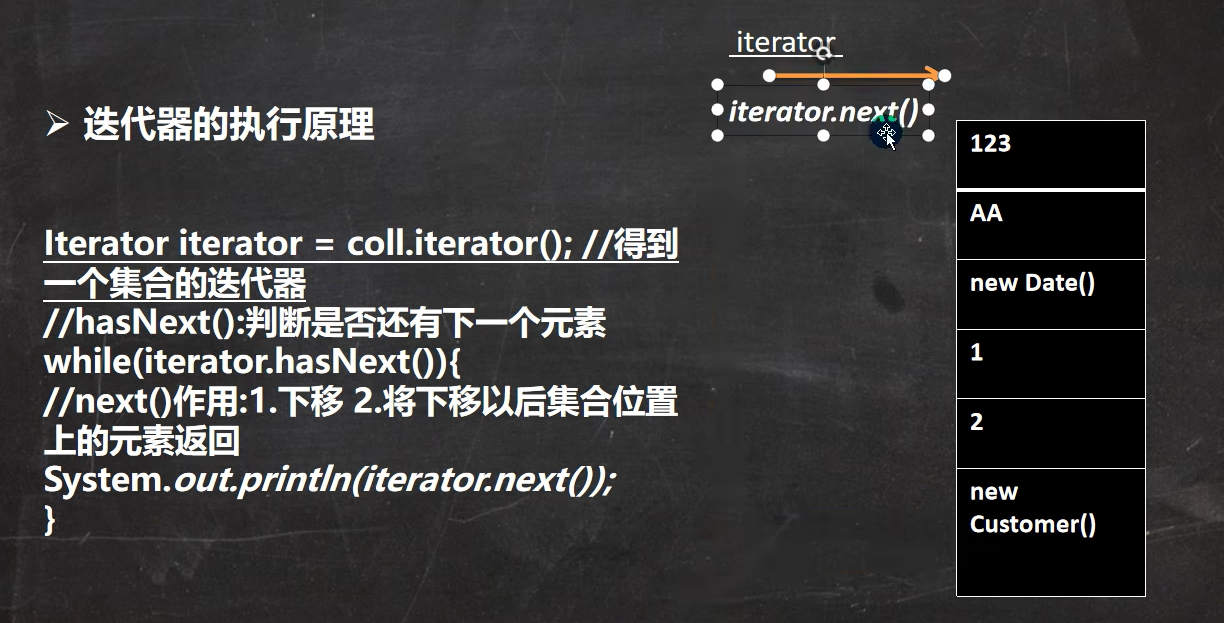 iterator
iterator.next()
➢ 迭代器的执行原理
Iterator iterator = coll.iterator(); //得到
一个集合的迭代器
//hasNext():判断是否还有下一个元素
while(iterator.hasNext()){
//next()作用:1.下移 2.将下移以后集合位置
上的元素返回
System.out.println(iterator.next());
}
123
AA
new Date()
1
2
new
Customer()